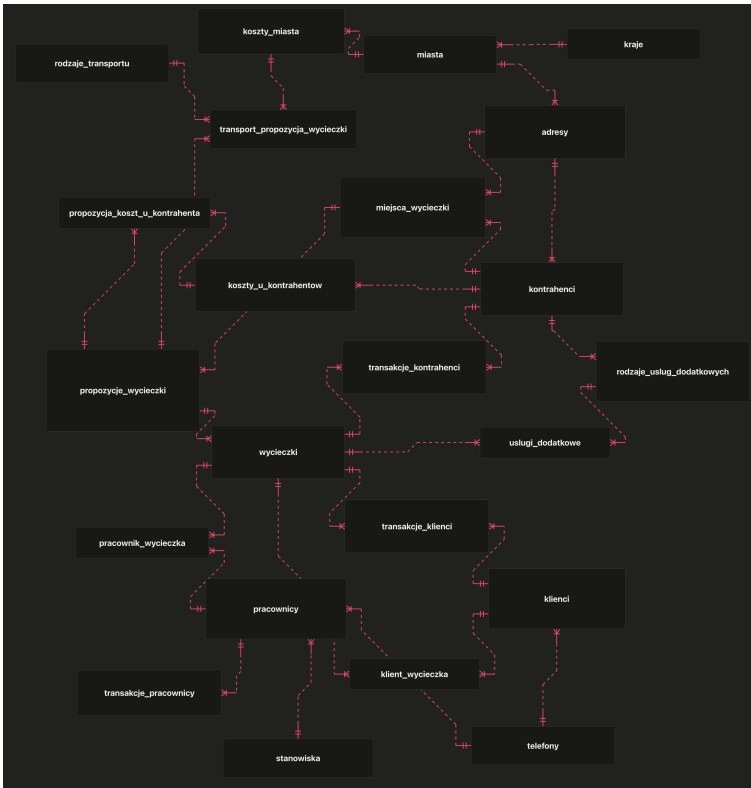 koszty_miasta
kraje
miasta
rodzaje_transportu
transport_propozycja_wycieczki
adresy
miejsca_wycieczki
propozycja_koszt_u_kontrahenta
koszty_u_kontrahentow
kontrahenci
transakcje_kontrahenci
rodzaje_uslug_dodatkowych
propozycje_wycieczki
uslugi_dodatkowe
wycieczki
transakcje_klienci
pracownik_wycieczka
klienci
pracownicy
klient_wycieczka
transakcje_pracownicy
telefony
stanowiska